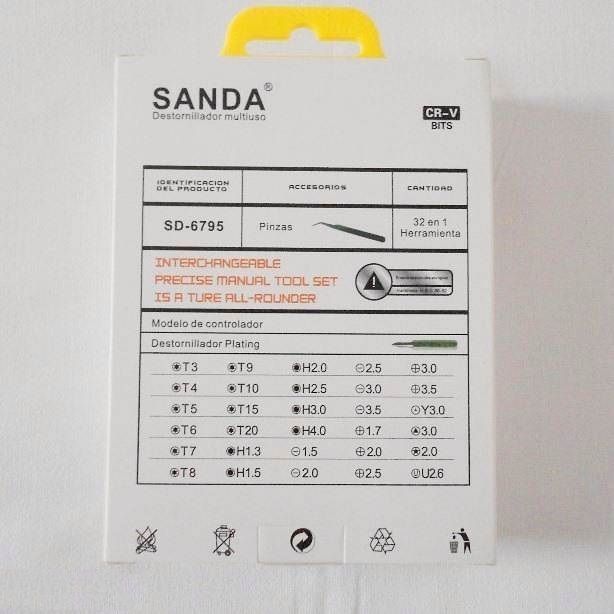 SANDA®
Destornillador multiuso
CR-V
BITS
IDENTIFICACION DEL PRODUCTO ACCESORIOS CANTIDAD
SD-6795 Pinzas 32 en 1 Herramienta
INTERCHANGEABLE
PRECISE MANUAL TOOL SET
IS A TURE ALL-ROUNDER
Modelo de controlador
Destornillador Plating
T3 T9 H2.0 ⊖2.5 ⊕3.0
T4 T10 H2.5 ⊖3.0 ⊕3.5
T5 T15 H3.0 ⊖3.5 Y3.0
T6 T20 H4.0 ⊕1.7 3.0
T7 H1.3 ⊖1.5 ⊕2.0 2.0
T8 H1.5 ⊖2.0 ⊕2.5 U2.6